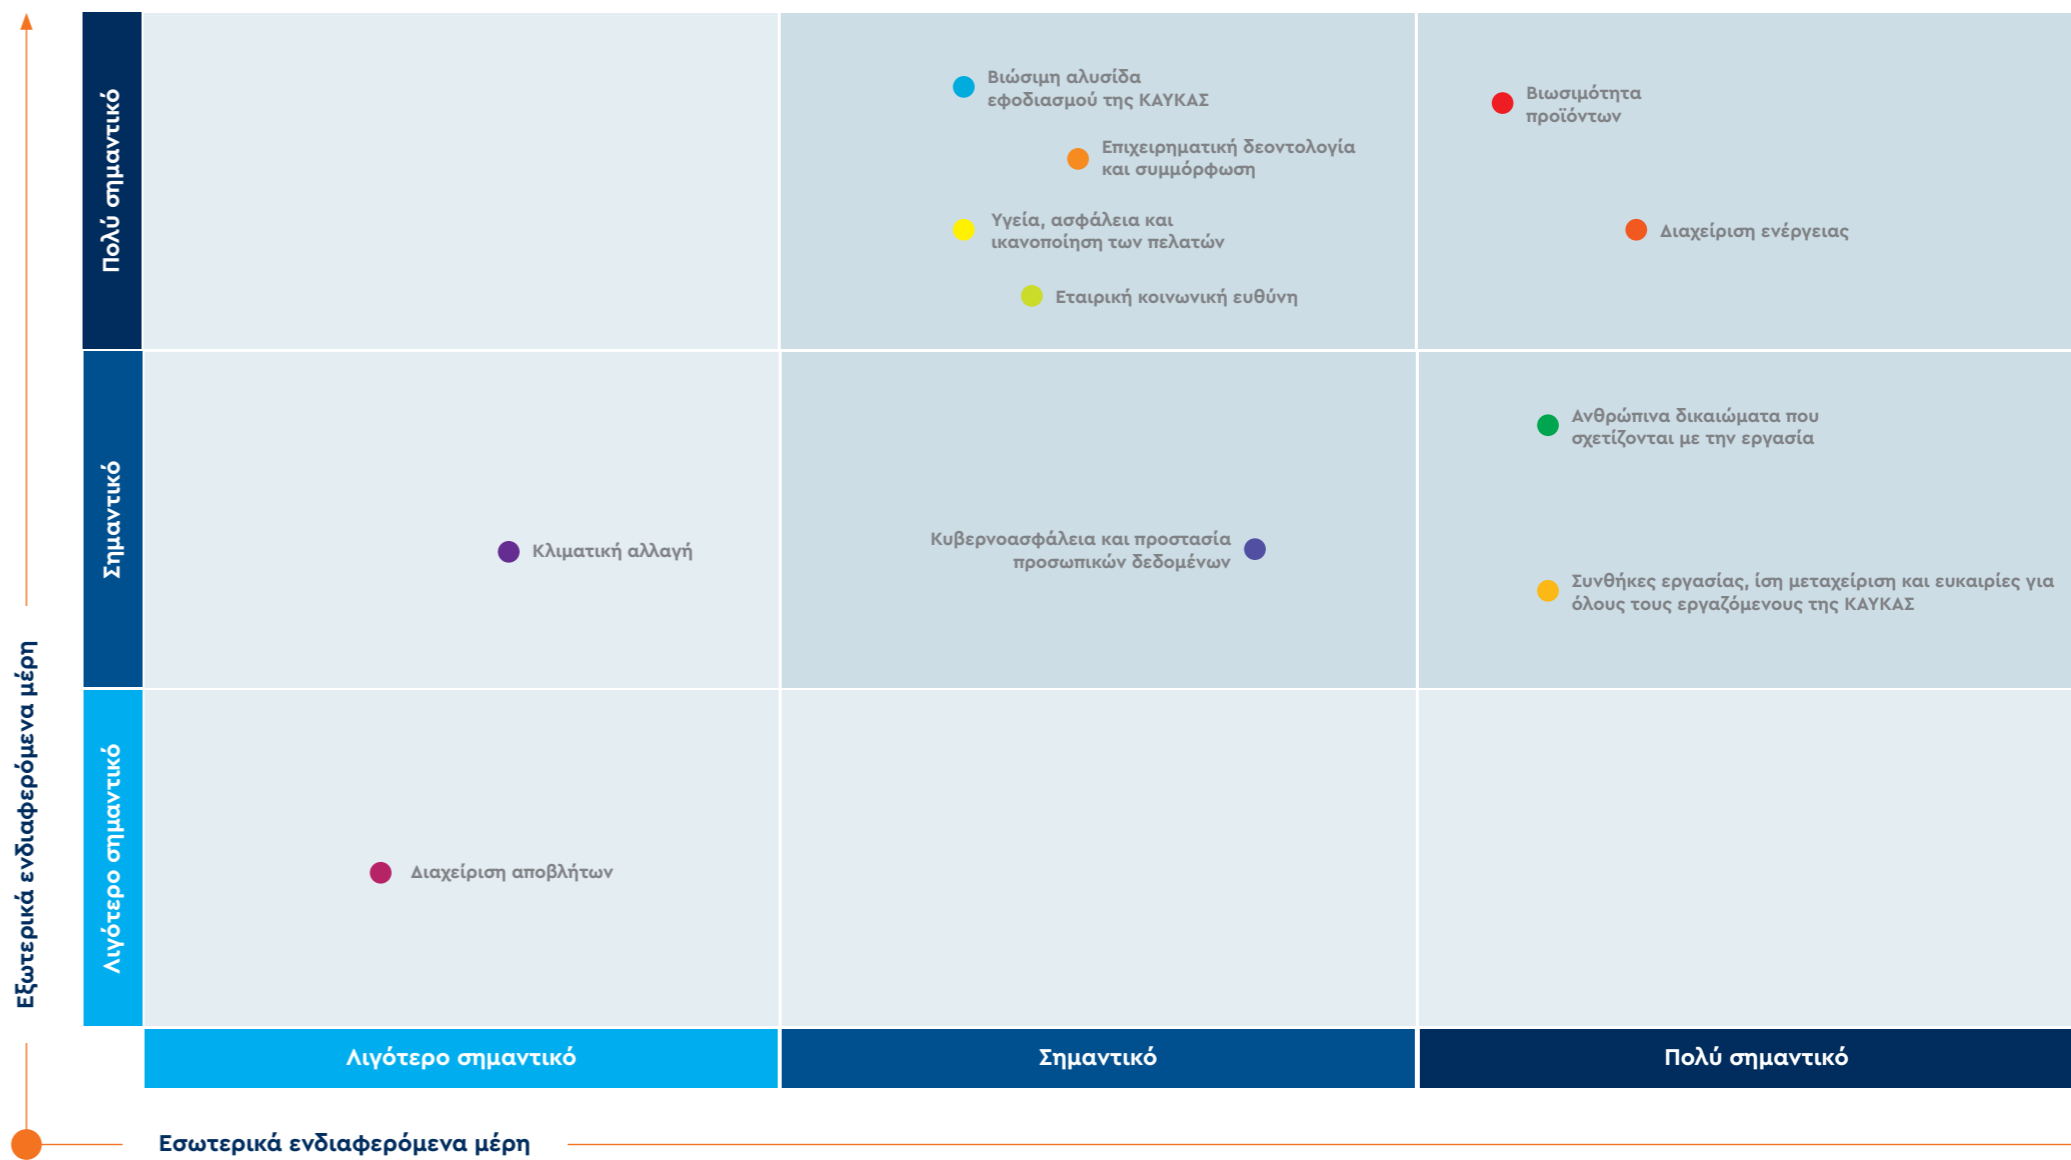 Εξωτερικά ενδιαφερόμενα μέρη
Πολύ σημαντικό
Βιώσιμη αλυσίδα
εφοδιασμού της ΚΑΥΚΑΣ
Επιχειρηματική δεοντολογία
και συμμόρφωση
Υγεία, ασφάλεια και
ικανοποίηση των πελατών
Εταιρική κοινωνική ευθύνη
Βιωσιμότητα
προϊόντων
Διαχείριση ενέργειας
Σημαντικό
Κλιματική αλλαγή
Κυβερνοασφάλεια και προστασία
προσωπικών δεδομένων
Ανθρώπινα δικαιώματα που
σχετίζονται με την εργασία
Συνθήκες εργασίας, ίση μεταχείριση και ευκαιρίες για
όλους τους εργαζόμενους της ΚΑΥΚΑΣ
Λιγότερο σημαντικό
Διαχείριση αποβλήτων
Λιγότερο σημαντικό
Σημαντικό
Πολύ σημαντικό
Εσωτερικά ενδιαφερόμενα μέρη